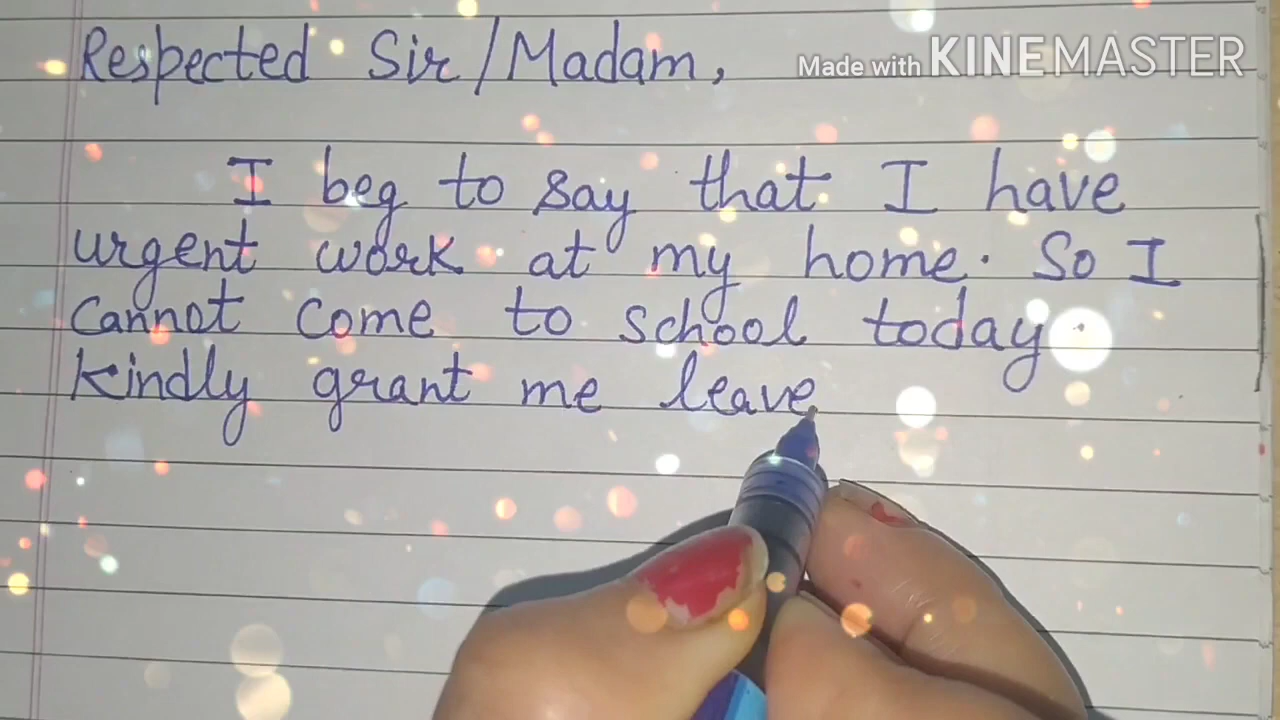 Respected Sir/Madam,
Made with KINEMASTER
I beg to say that I have
urgent work at my home. So I
cannot come to school today.
Kindly grant me leave